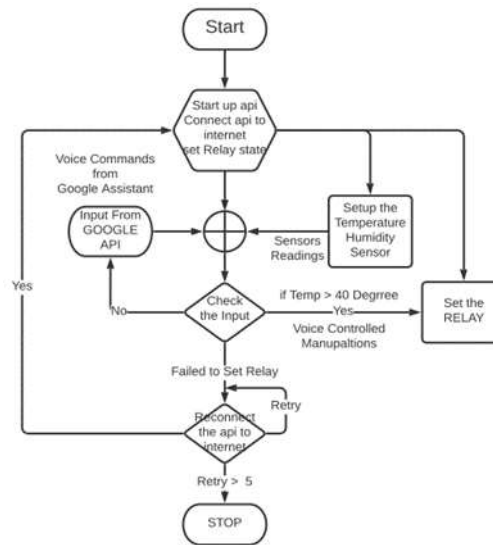 Start
Start up api
Connect api to
internet
set Relay state
Voice Commands
from
Google Assistant
Input From
GOOGLE
API
Sensors
Readings
Setup the
Temperature
Humidity
Sensor
Yes
No
Check
the Input
if Temp > 40 Degrree
Yes
Voice Controlled
Manupaltions
Set the
RELAY
Failed to Set Relay
Retry
Reconnect
the api to
internet
Retry > 5
STOP